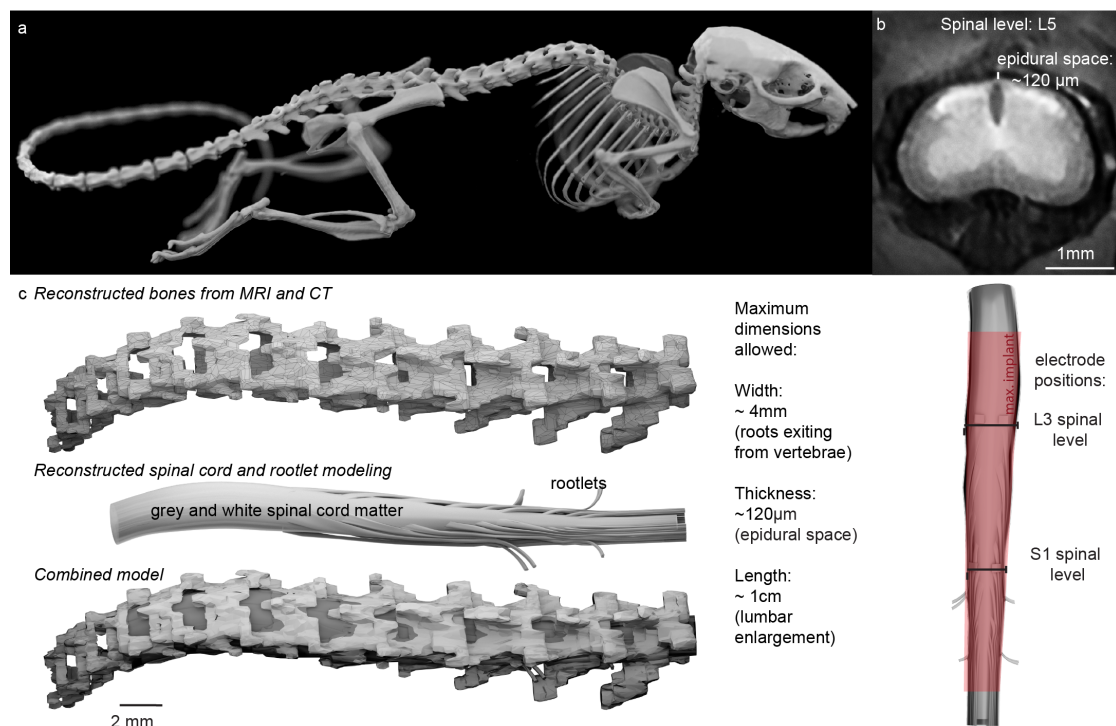 a
b
Spinal level: L5
epidural space:
~120 µm
1mm
c Reconstructed bones from MRI and CT
Reconstructed spinal cord and rootlet modeling
rootlets
grey and white spinal cord matter
Combined model
2 mm
Maximum
dimensions
allowed:
Width:
~ 4mm
(roots exiting
from vertebrae)
Thickness:
~120µm
(epidural space)
Length:
~ 1cm
(lumbar
enlargement)
max.implant
electrode
positions:
L3 spinal
level
S1 spinal
level